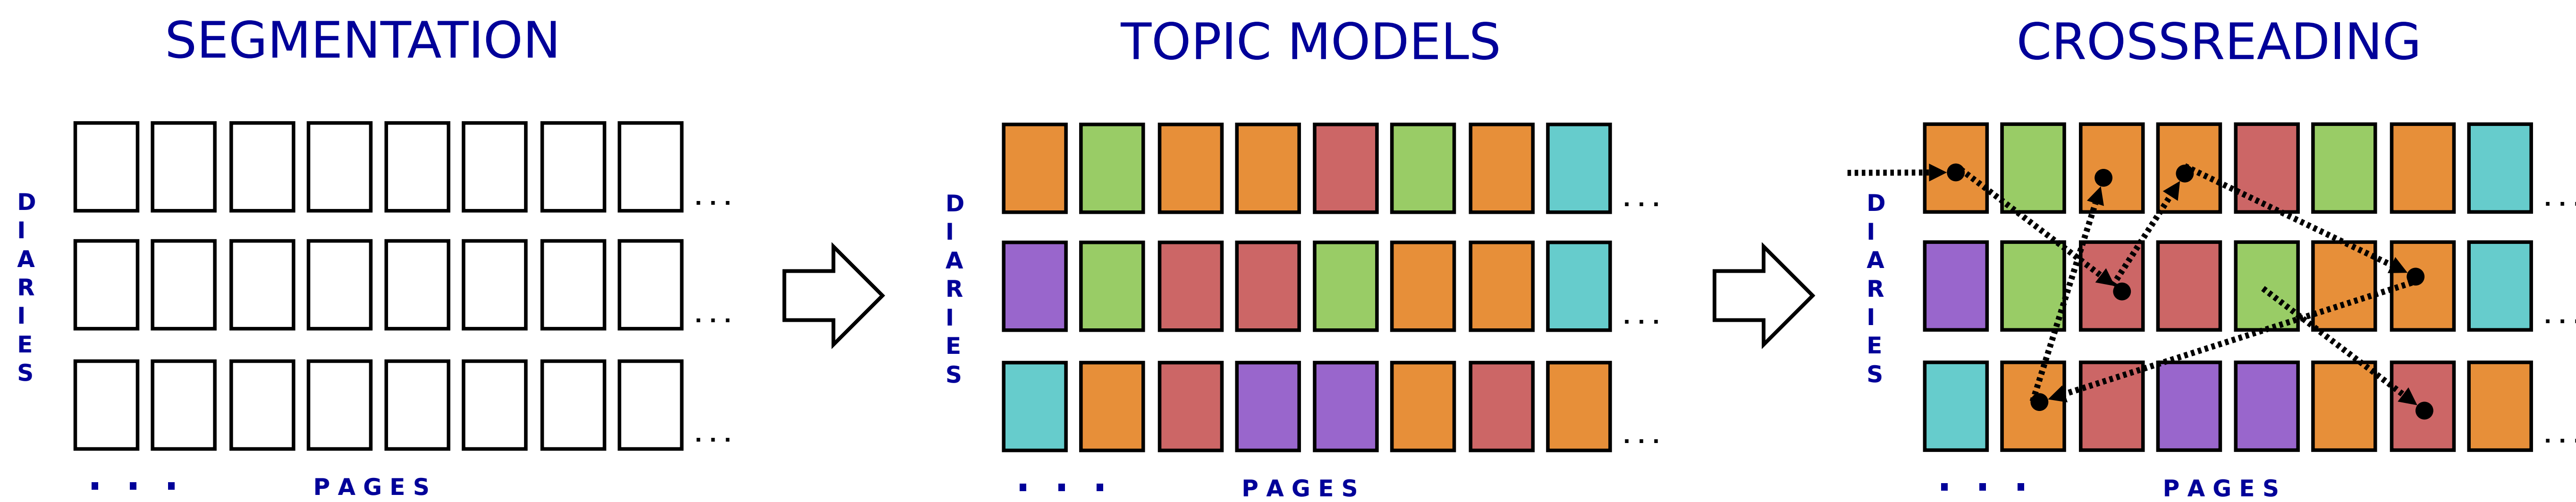 SEGMENTATION
TOPIC MODELS
CROSSREADING
DIARIES
...
...
...
DIARIES
...
...
...
DIARIES
...
...
...
... PAGES
... PAGES
... PAGES